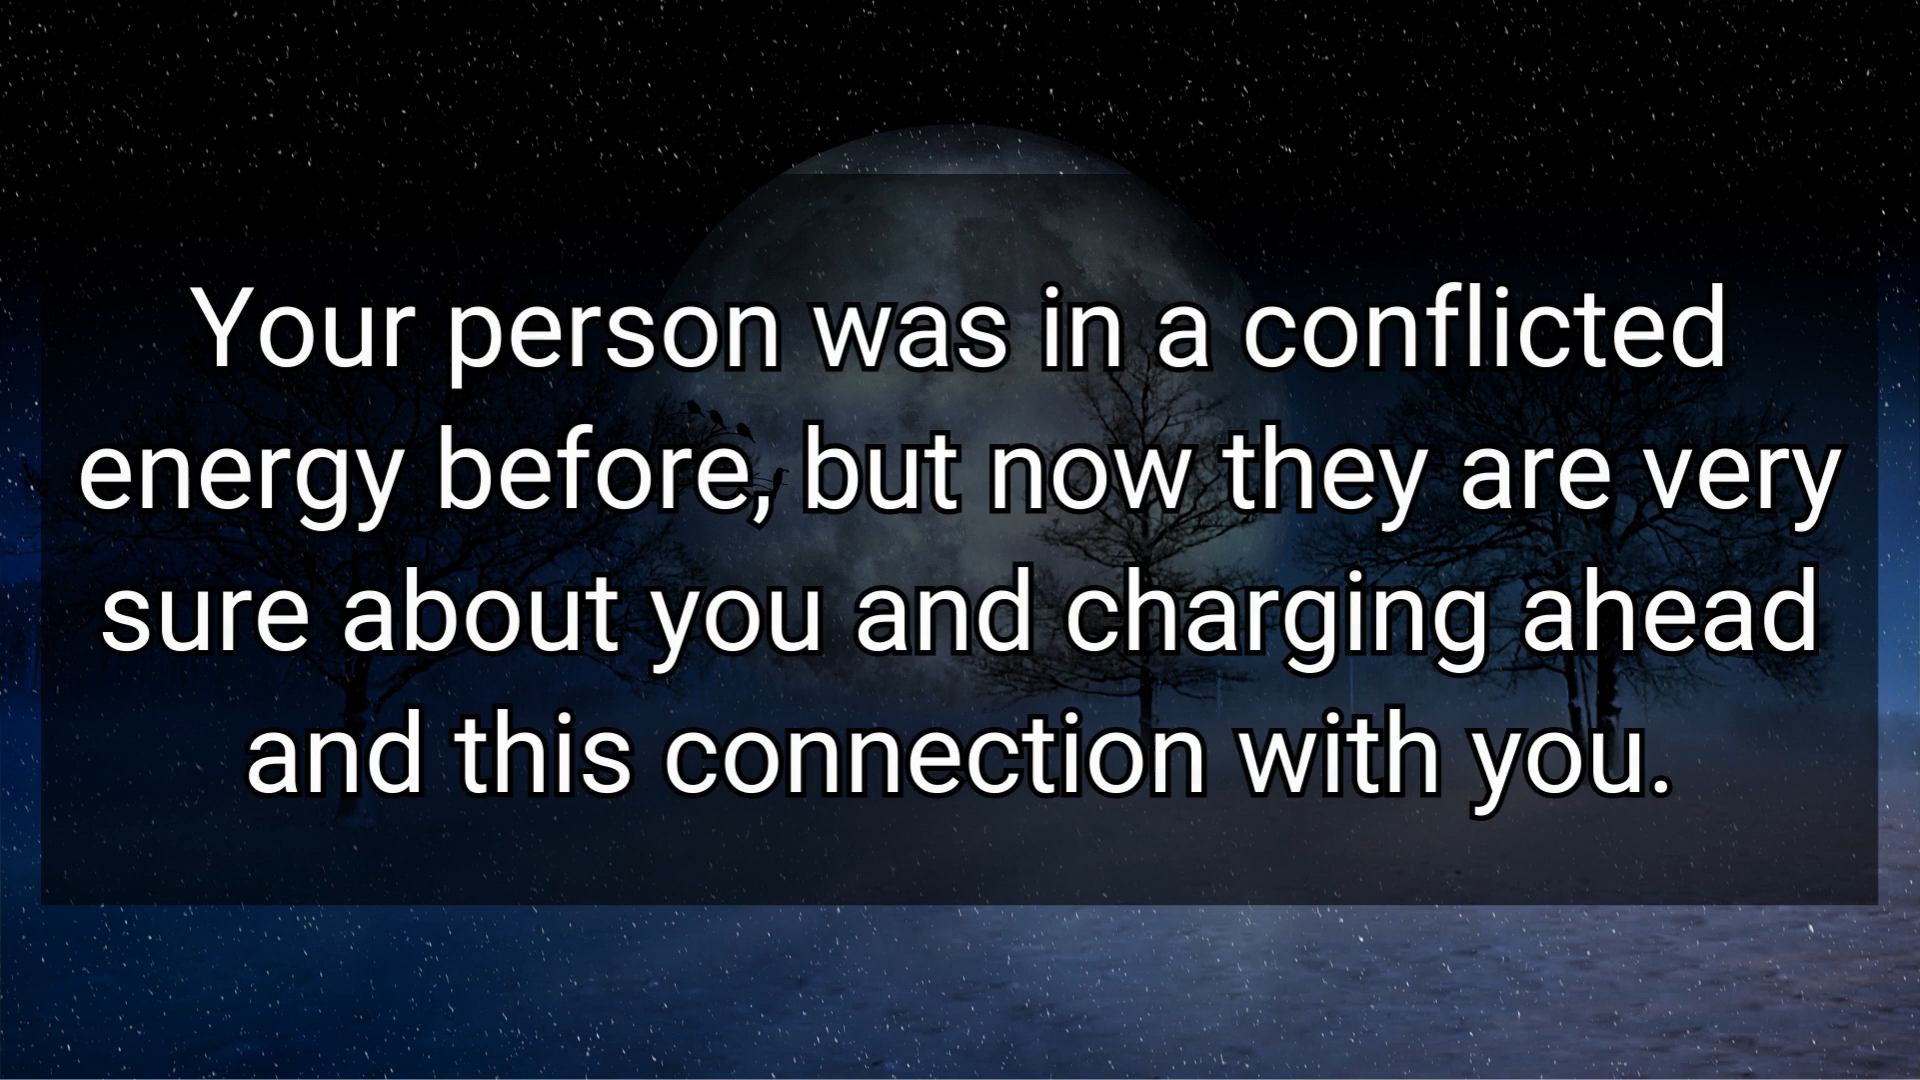 Your person was in a conflicted
energy before, but now they are very
sure about you and charging ahead
and this connection with you.